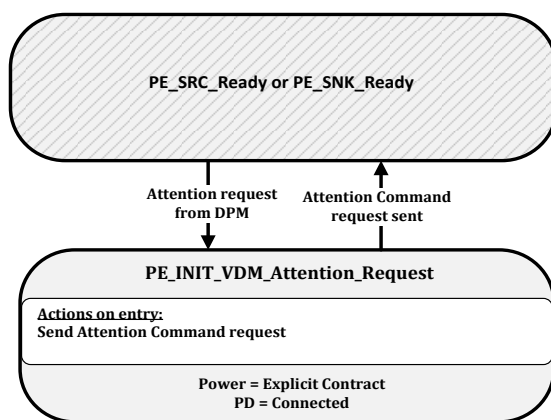 PE_SRC_Ready or PE_SNK_Ready
Attention request
from DPM
Attention Command
request sent
PE_INIT_VDM_Attention_Request
Actions on entry:
Send Attention Command request
Power = Explicit Contract
PD = Connected